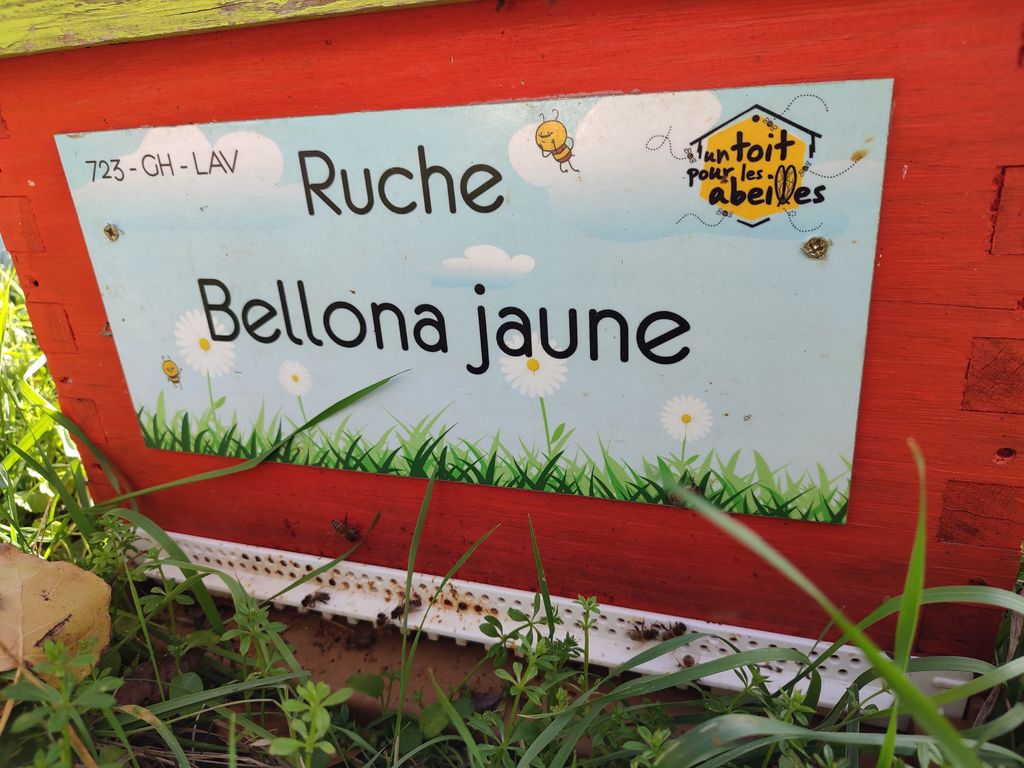 723 - GH - LAV
Ruche
Bellona jaune
un toit
pour les
abeilles